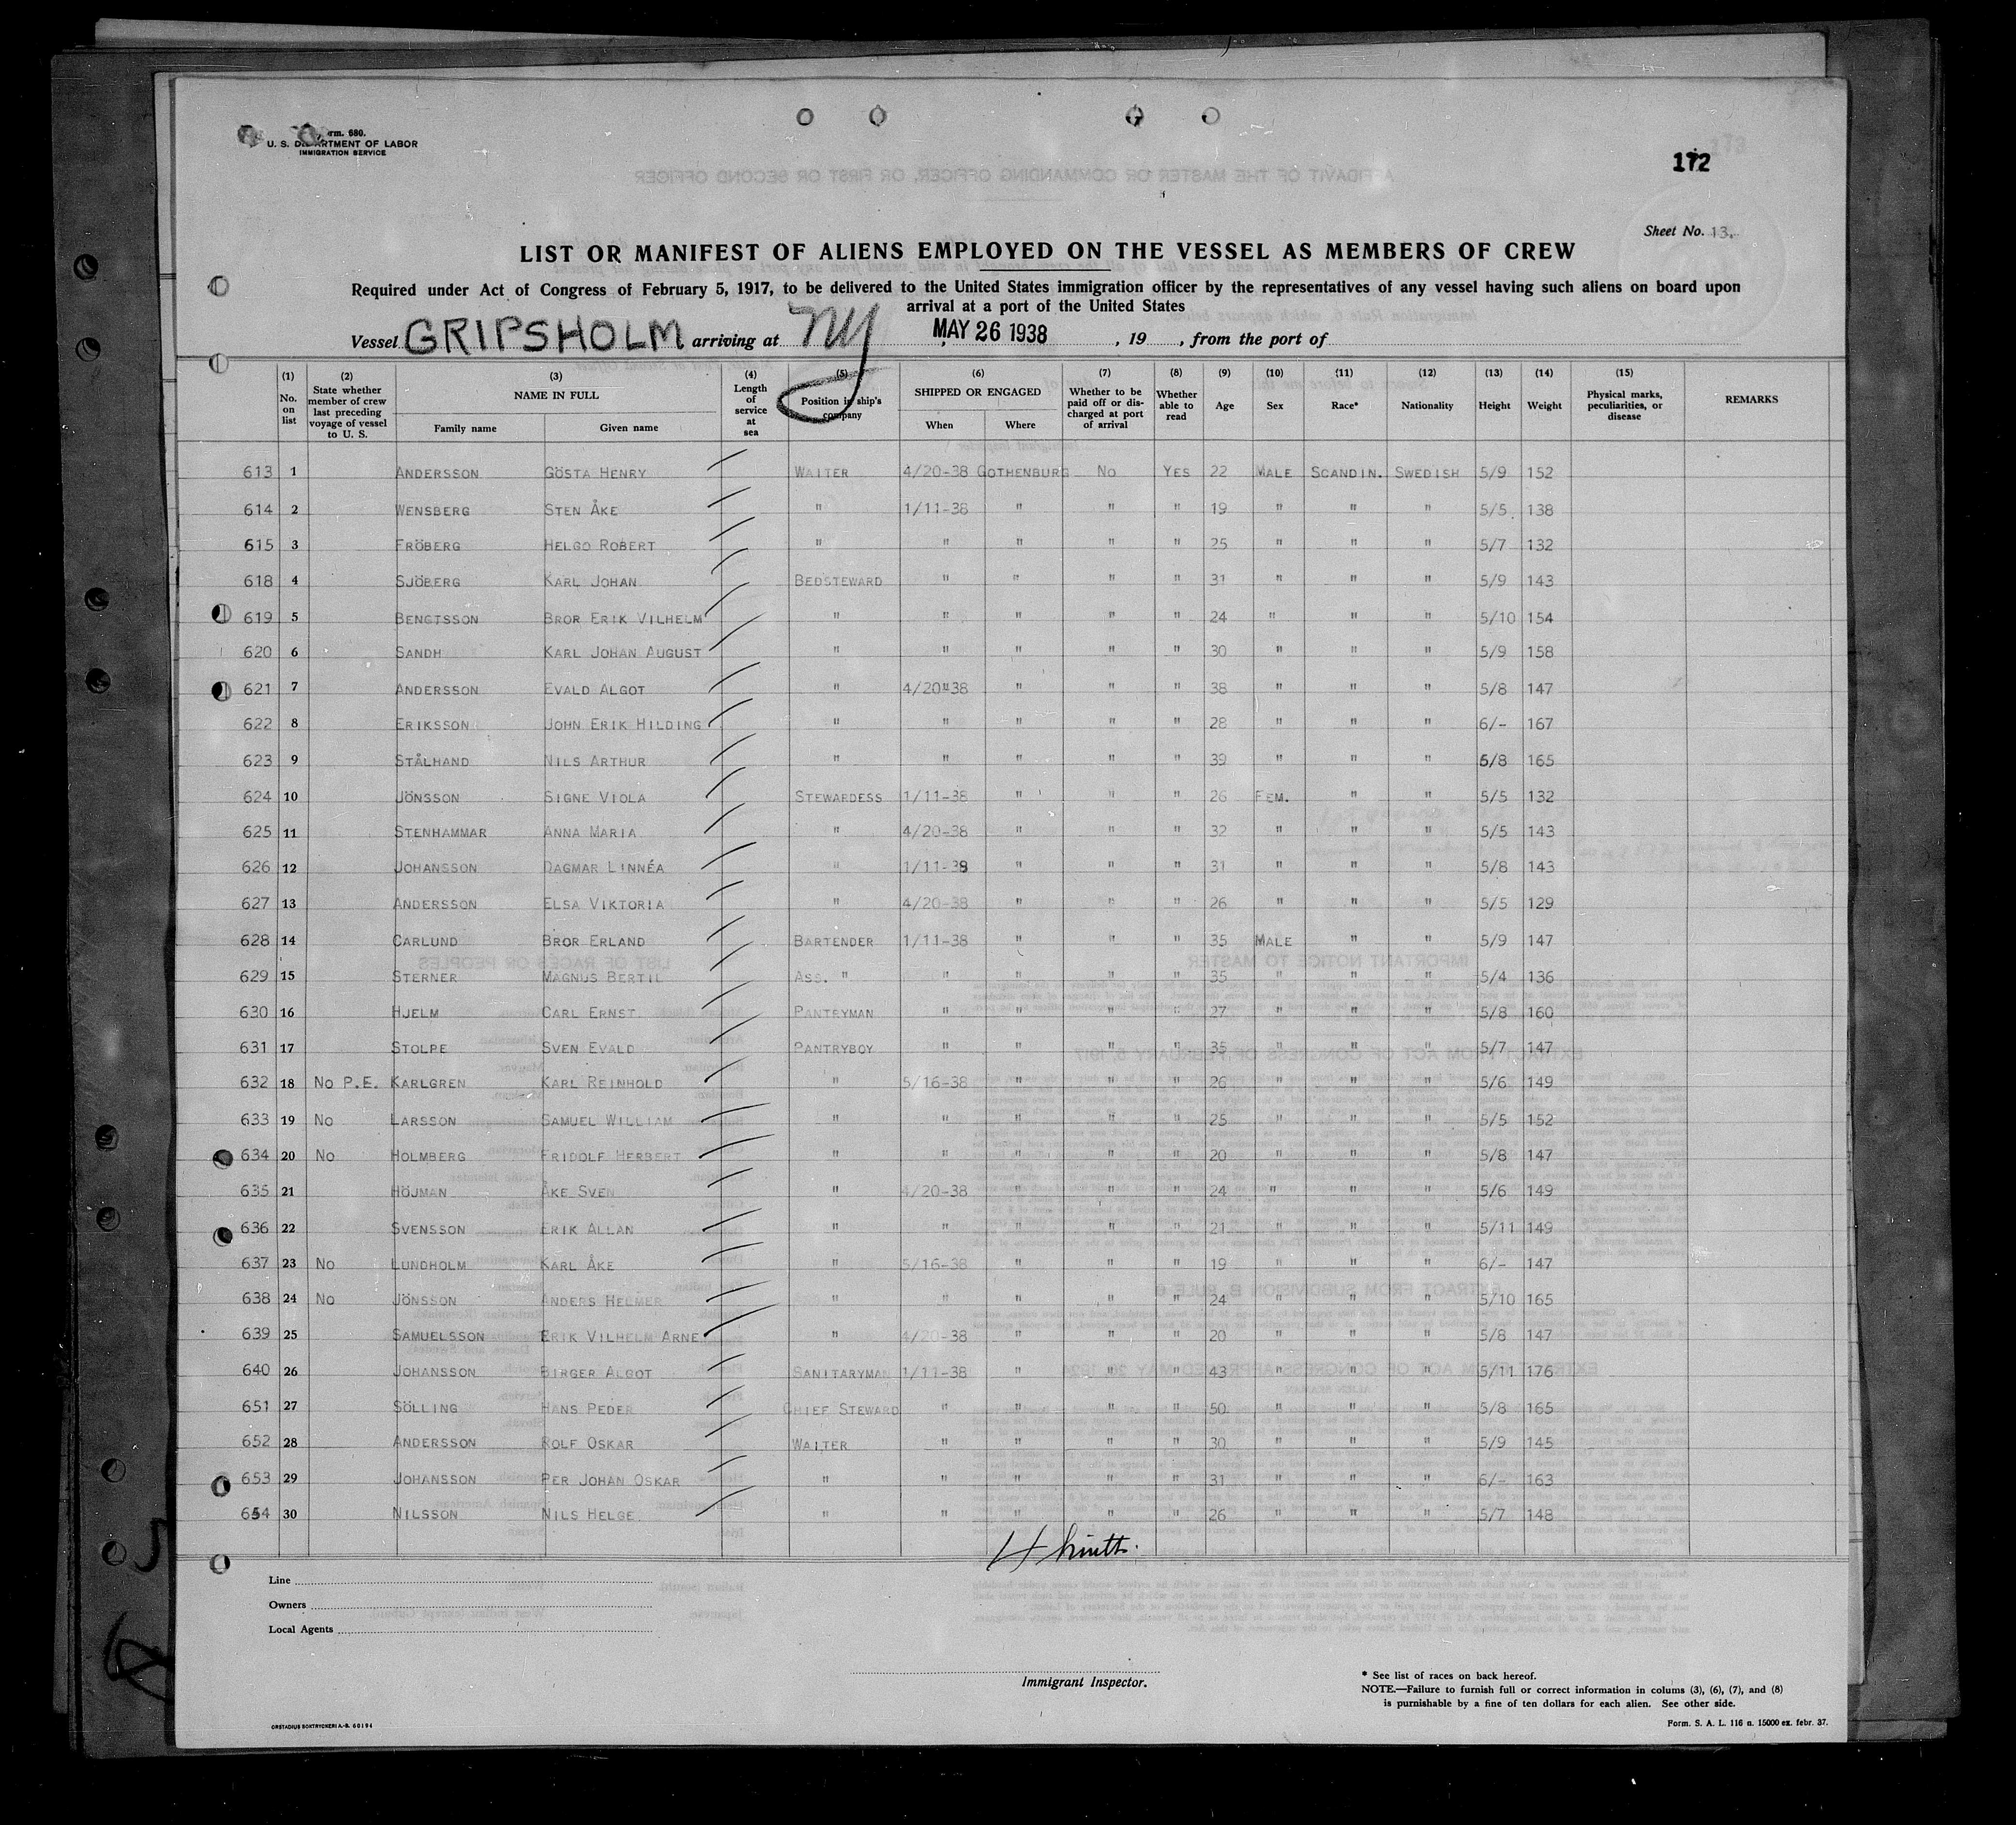 rm. 680.
U. S. DEPARTMENT OF LABOR
IMMIGRATION SERVICE
172
Sheet No. 13.
LIST OR MANIFEST OF ALIENS EMPLOYED ON THE VESSEL AS MEMBERS OF CREW
Required under Act of Congress of February 5, 1917, to be delivered to the United States immigration officer by the representatives of any vessel having such aliens on board upon
arrival at a port of the United States
Vessel GRIPSHOLM arriving at NY MAY 26 1938, 19 , from the port of
(1) No. on list (2) State whether member of crew last preceding voyage of vessel to U. S. (3) NAME IN FULL Family name Given name (4) Length of service at sea (5) Position in ship's company (6) SHIPPED OR ENGAGED When Where (7) Whether to be paid off or discharged at port of arrival (8) Whether able to read (9) Age (10) Sex (11) Race* (12) Nationality (13) Height (14) Weight (15) Physical marks, peculiarities, or disease REMARKS
613 1 ANDERSSON GÖSTA HENRY WAITER 4/20-38 GOTHENBURG No YES 22 MALE SCANDIN. SWEDISH 5/9 152
614 2 WENSBERG STEN ÅKE " 1/11-38 " " " 19 " " " 5/5 138
615 3 FRÖBERG HELGO ROBERT " " " " " 25 " " " 5/7 132
618 4 SJÖBERG KARL JOHAN BEDSTEWARD " " " " 31 " " " 5/9 143
619 5 BENGTSSON BROR ERIK VILHELM " " " " " 24 " " " 5/10 154
620 6 SANDH KARL JOHAN AUGUST " " " " " 30 " " " 5/9 158
621 7 ANDERSSON EVALD ALGOT " 4/20"38 " " " 38 " " " 5/8 147
622 8 ERIKSSON JOHN ERIK HILDING " " " " " 28 " " " 6/- 167
623 9 STÅLHAND NILS ARTHUR " " " " " 39 " " " 5/8 165
624 10 JÖNSSON SIGNE VIOLA STEWARDESS 1/11-38 " " " 26 FEM. " " 5/5 132
625 11 STENHAMMAR ANNA MARIA " 4/20-38 " " " 32 " " " 5/5 143
626 12 JOHANSSON DAGMAR LINNÉA " 1/11-38 " " " 31 " " " 5/8 143
627 13 ANDERSSON ELSA VIKTORIA " 4/20-38 " " " 26 " " " 5/5 129
628 14 CARLUND BROR ERLAND BARTENDER 1/11-38 " " " 35 MALE " " 5/9 147
629 15 STERNER MAGNUS BERTIL ASS. " " " " " 35 " " " 5/4 136
630 16 HJELM CARL ERNST PANTRYMAN " " " " 27 " " " 5/8 160
631 17 STOLPE SVEN EVALD PANTRYBOY " " " " 35 " " " 5/7 147
632 18 No P.E. KARLGREN KARL REINHOLD " 5/16-38 " " " 26 " " " 5/6 149
633 19 No LARSSON SAMUEL WILLIAM " " " " " 25 " " " 5/5 152
634 20 No HOLMBERG FRIDOLF HERBERT " " " " " 20 " " " 5/8 147
635 21 HÖJMAN ÅKE SVEN " 4/20-38 " " " 24 " " " 5/6 149
636 22 SVENSSON ERIK ALLAN " " " " " 21 " " " 5/11 149
637 23 No LUNDHOLM KARL ÅKE " 5/16-38 " " " 19 " " " 6/- 147
638 24 No JÖNSSON ANDERS HELMER " " " " " 24 " " " 5/10 165
639 25 SAMUELSSON ERIK VILHELM ARNE " 4/20-38 " " " 20 " " " 5/8 147
640 26 JOHANSSON BIRGER ALGOT SANITARYMAN 1/11-38 " " " 43 " " " 5/11 176
651 27 SÖLLING HANS PEDER CHIEF STEWARD " " " " 50 " " " 5/8 165
652 28 ANDERSSON ROLF OSKAR WAITER " " " " 30 " " " 5/9 145
653 29 JOHANSSON PER JOHAN OSKAR " " " " " 31 " " " 6/- 163
654 30 NILSSON NILS HELGE " " " " " 26 " " " 5/7 148
Line
Owners
Local Agents
Immigrant Inspector.
* See list of races on back hereof.
NOTE.—Failure to furnish full or correct information in colums (3), (6), (7), and (8)
is purnishable by a fine of ten dollars for each alien. See other side.
ORSTADIUS BOKTRYCKERI A.-B. 60194
Form. S. A. L. 116 n. 15000 ex. febr. 37.